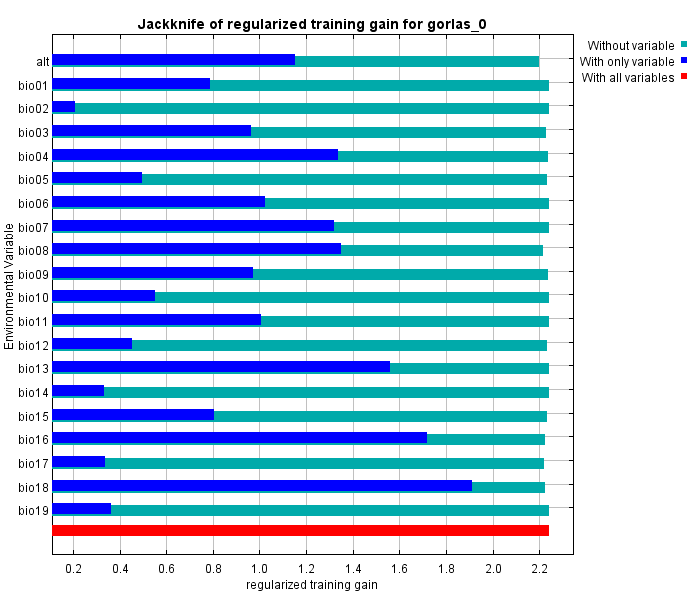 Jackknife of regularized training gain for gorlas_0
Without variable
With only variable
With all variables
Environmental Variable
alt
bio01
bio02
bio03
bio04
bio05
bio06
bio07
bio08
bio09
bio10
bio11
bio12
bio13
bio14
bio15
bio16
bio17
bio18
bio19
0.2 0.4 0.6 0.8 1.0 1.2 1.4 1.6 1.8 2.0 2.2
regularized training gain